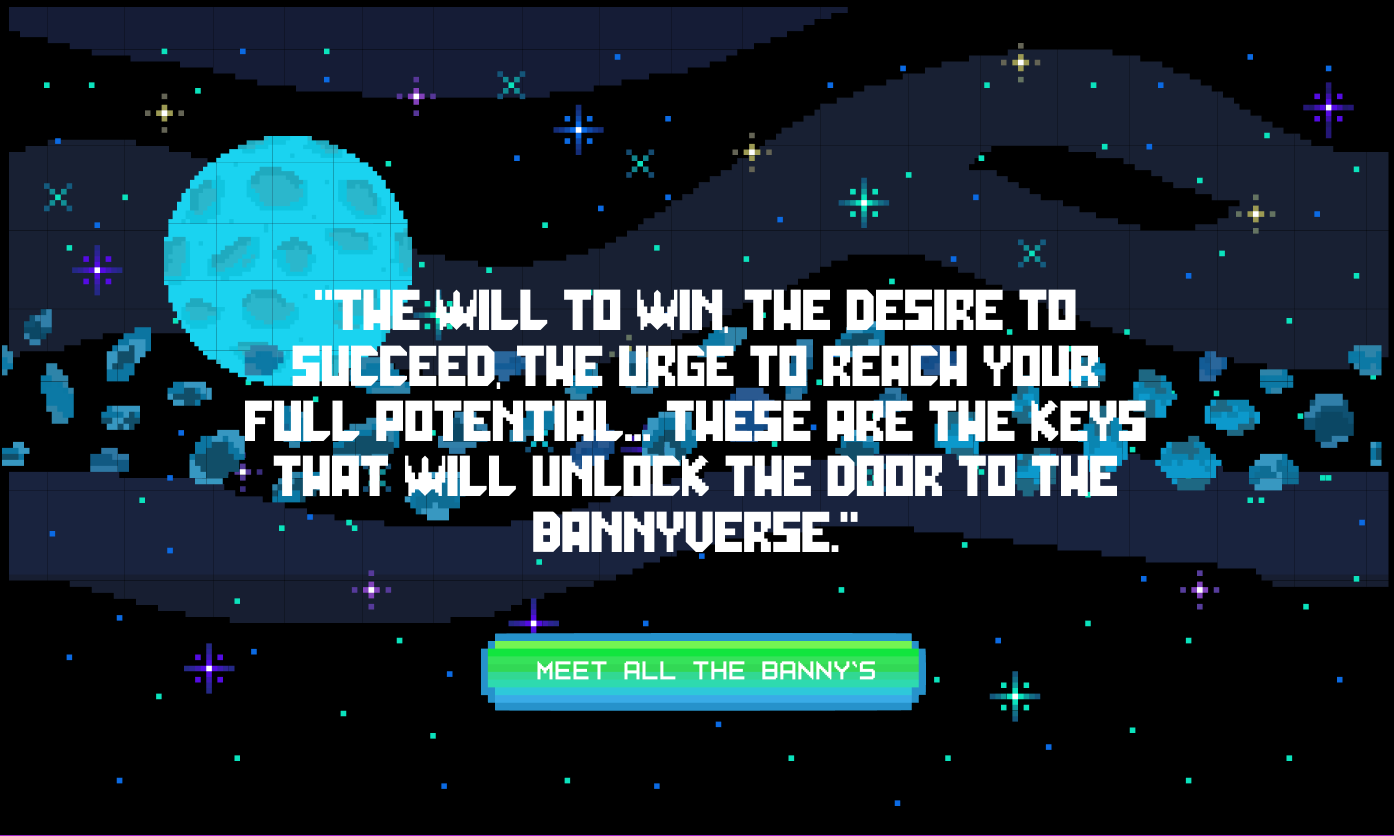 "THE WILL TO WIN, THE DESIRE TO
SUCCEED, THE URGE TO REACH YOUR
FULL POTENTIAL... THESE ARE THE KEYS
THAT WILL UNLOCK THE DOOR TO THE
BANNYVERSE."
MEET ALL THE BANNY'S